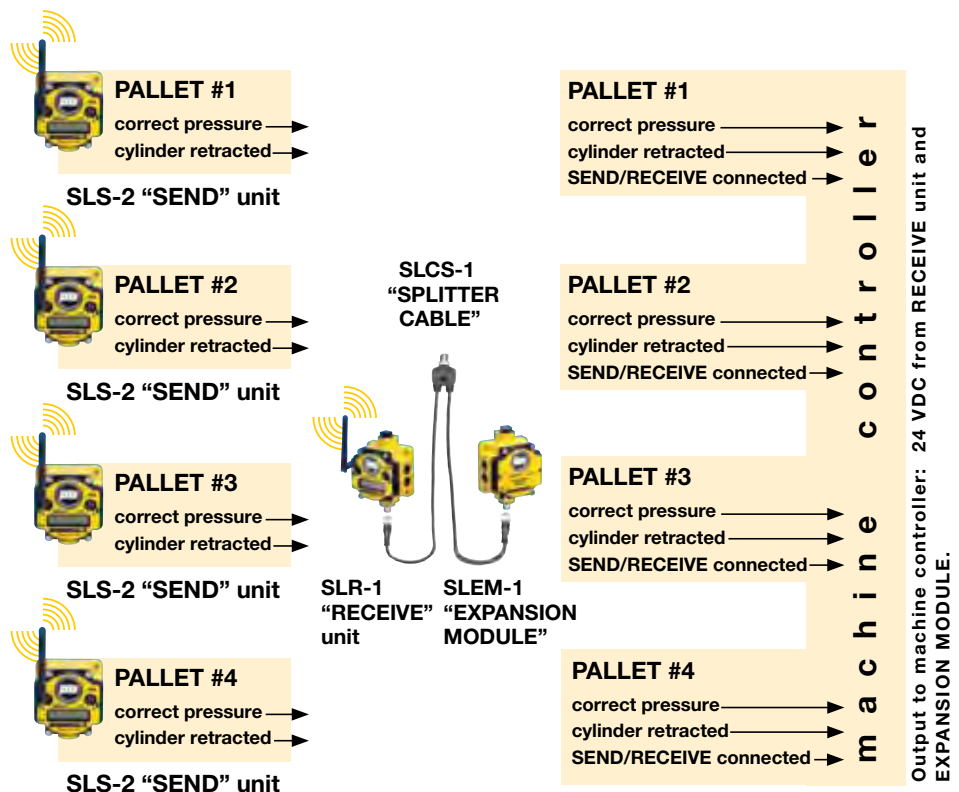 PALLET #1
correct pressure
cylinder retracted
SLS-2 “SEND” unit
PALLET #2
correct pressure
cylinder retracted
SLS-2 “SEND” unit
PALLET #3
correct pressure
cylinder retracted
SLS-2 “SEND” unit
PALLET #4
correct pressure
cylinder retracted
SLS-2 “SEND” unit
SLCS-1
“SPLITTER
CABLE”
SLR-1
“RECEIVE”
unit
SLEM-1
“EXPANSION
MODULE”
PALLET #1
correct pressure
cylinder retracted
SEND/RECEIVE connected
PALLET #2
correct pressure
cylinder retracted
SEND/RECEIVE connected
PALLET #3
correct pressure
cylinder retracted
SEND/RECEIVE connected
PALLET #4
correct pressure
cylinder retracted
SEND/RECEIVE connected
machine controller
Output to machine controller: 24 VDC from RECEIVE unit and
EXPANSION MODULE.